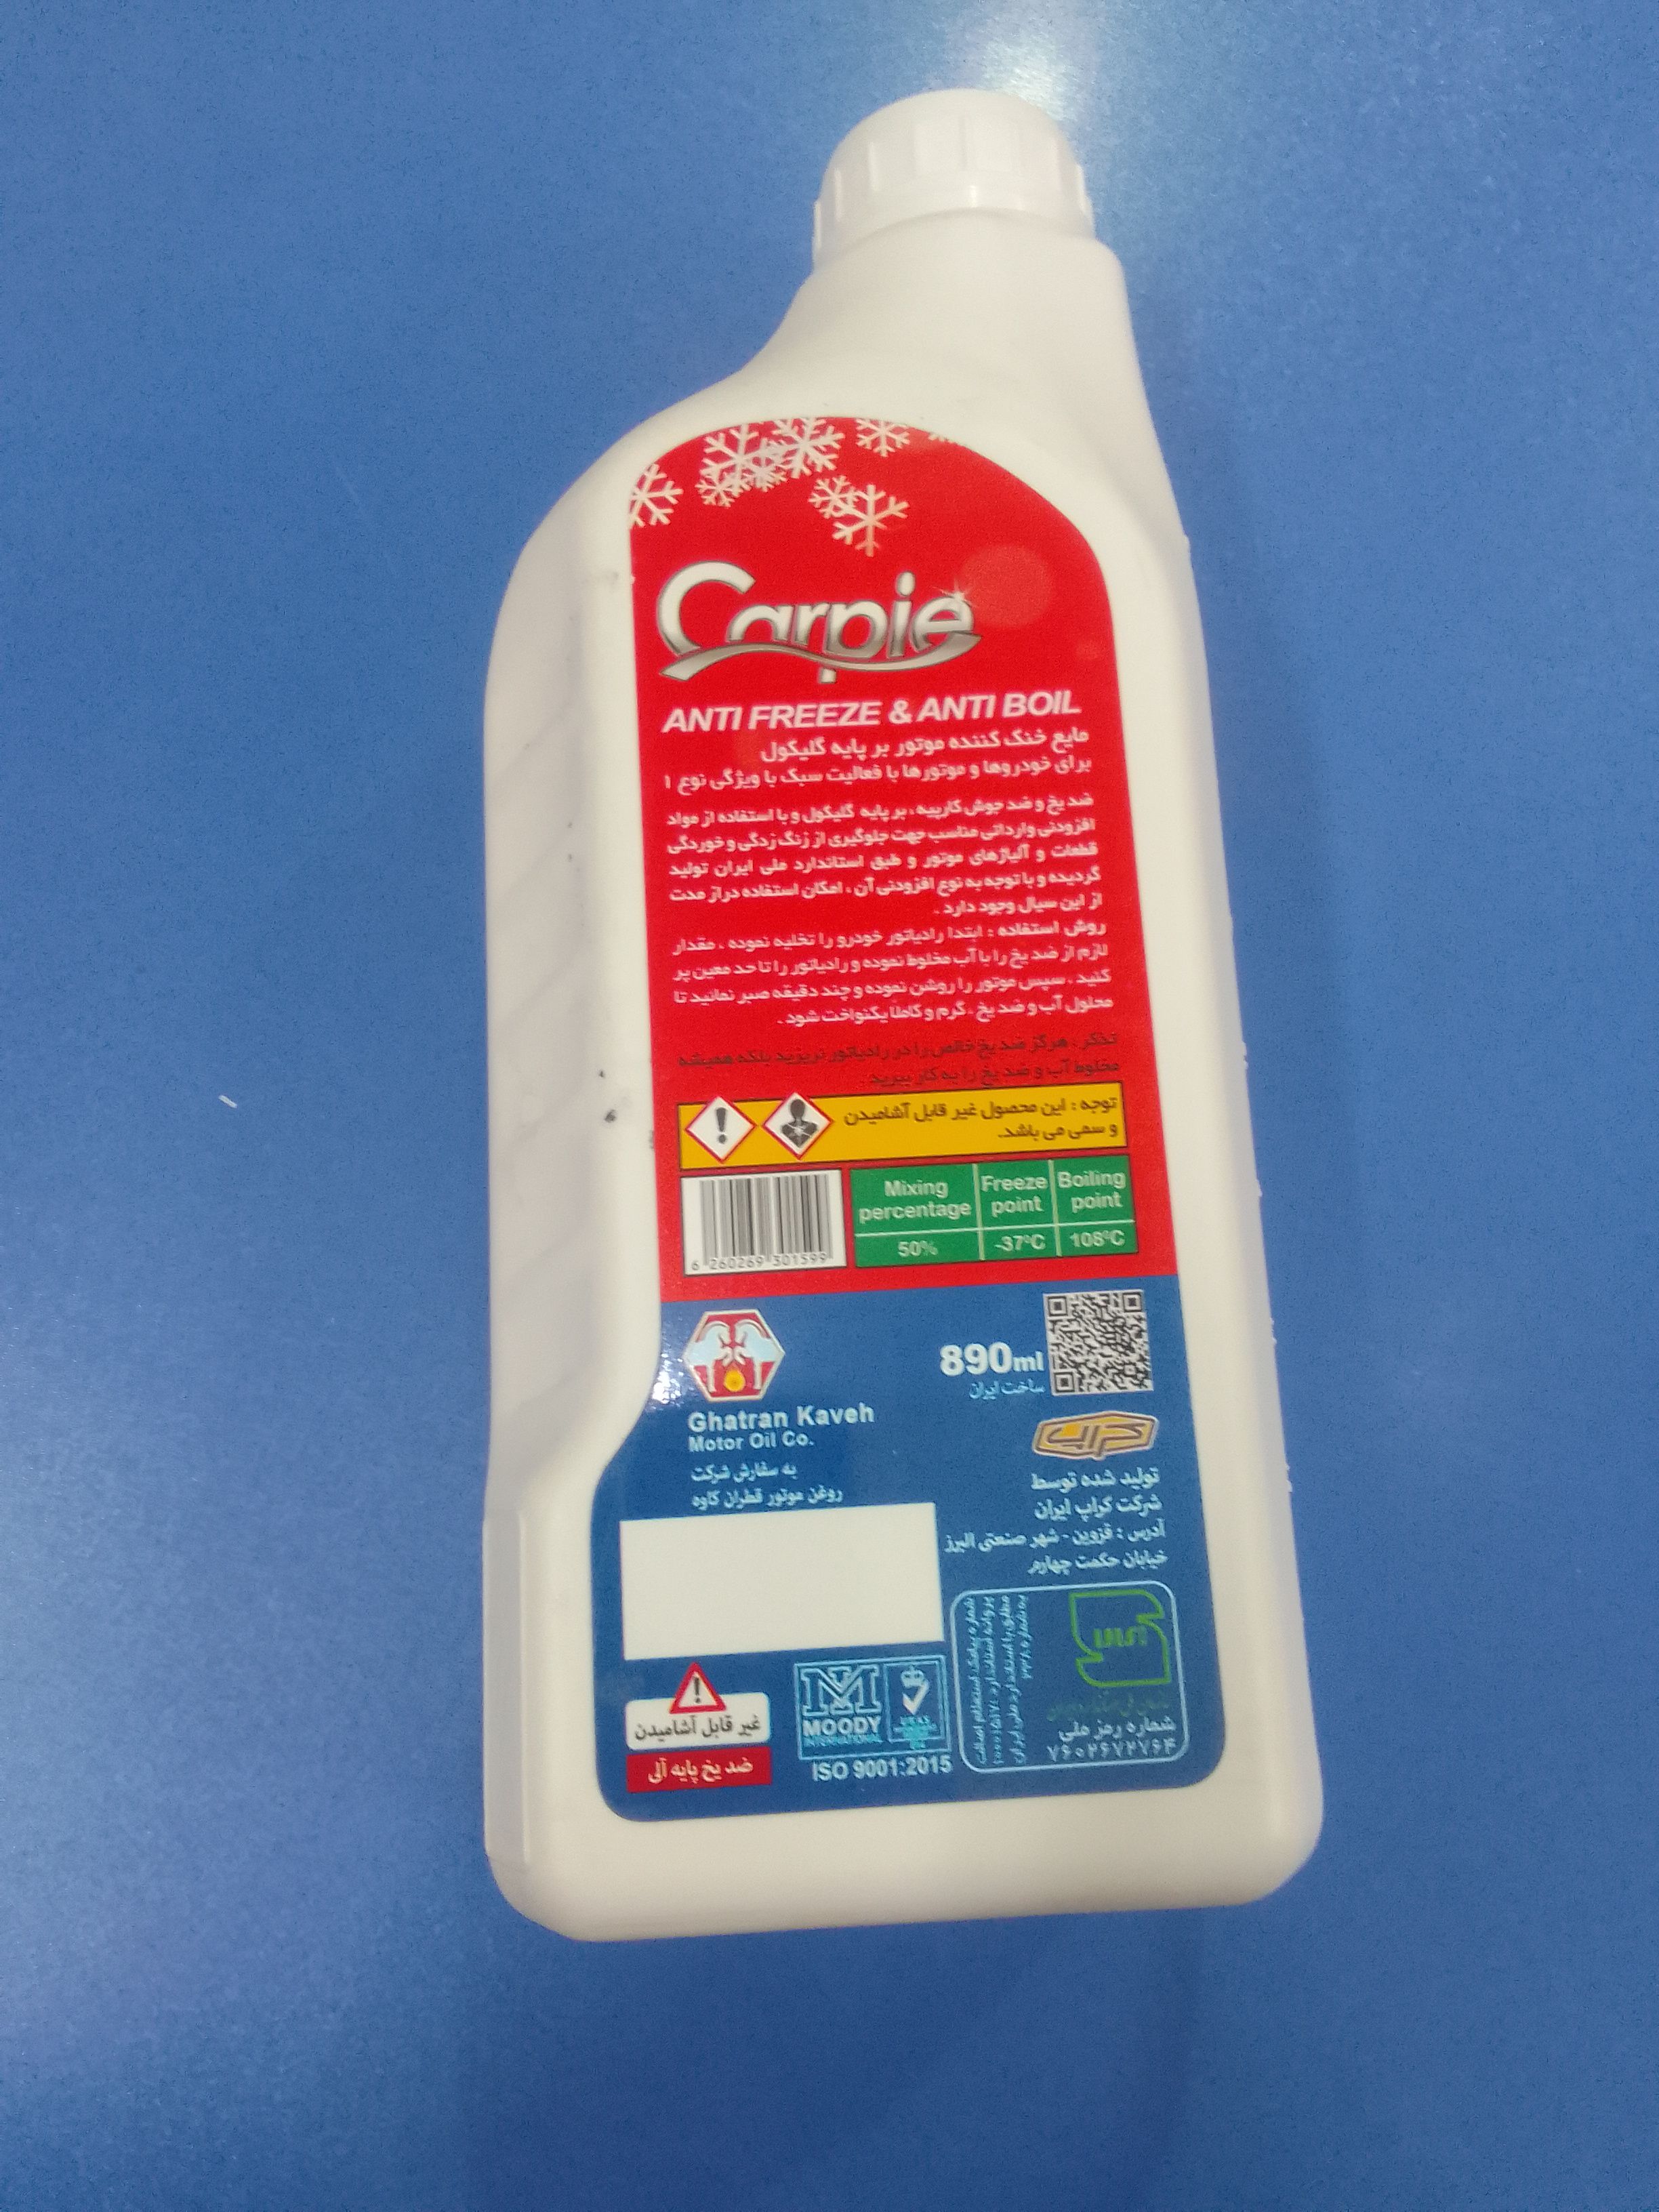 Carpie
ANTI FREEZE & ANTI BOIL
مایع خنک کننده موتور بر پایه گلیکول
برای خودروها و موتورها با فعالیت سبک با ویژگی نوع ۱
ضد یخ و ضد جوش کارپیه ، بر پایه گلیکول و با استفاده از مواد
افزودنی وارداتی مناسب جهت جلوگیری از زنگ زدگی و خوردگی
قطعات و آلیاژهای موتور و طبق استاندارد ملی ایران تولید
گردیده و با توجه به نوع افزودنی آن ، امکان استفاده دراز مدت
از این سیال وجود دارد .
روش استفاده : ابتدا رادیاتور خودرو را تخلیه نموده ، مقدار
لازم از ضد یخ را با آب مخلوط نموده و رادیاتور را تا حد معین پر
کنید . سپس موتور را روشن نموده و چند دقیقه صبر نمائید تا
محلول آب و ضد یخ ، گرم و کاملا یکنواخت شود .
تذکر : هرگز ضد یخ خالص را در رادیاتور نریزید بلکه همیشه
مخلوط آب و ضد یخ را به کار ببرید .
توجه : این محصول غیر قابل آشامیدن
و سمی می باشد.
Mixing percentage Freeze point Boiling point
50% -37°C 108°C
6 260269 301599
890ml
ساخت ایران
Ghatran Kaveh
Motor Oil Co.
به سفارش شرکت
روغن موتور قطران کاوه
کراپ
تولید شده توسط
شرکت کراپ ایران
آدرس : قزوین - شهر صنعتی البرز
خیابان حکمت چهارم
شماره رمز ملی
۷۶۰۲۶۷۲۷۶۴
MOODY
INTERNATIONAL
ISO 9001:2015
غیر قابل آشامیدن
ضد یخ پایه آلی